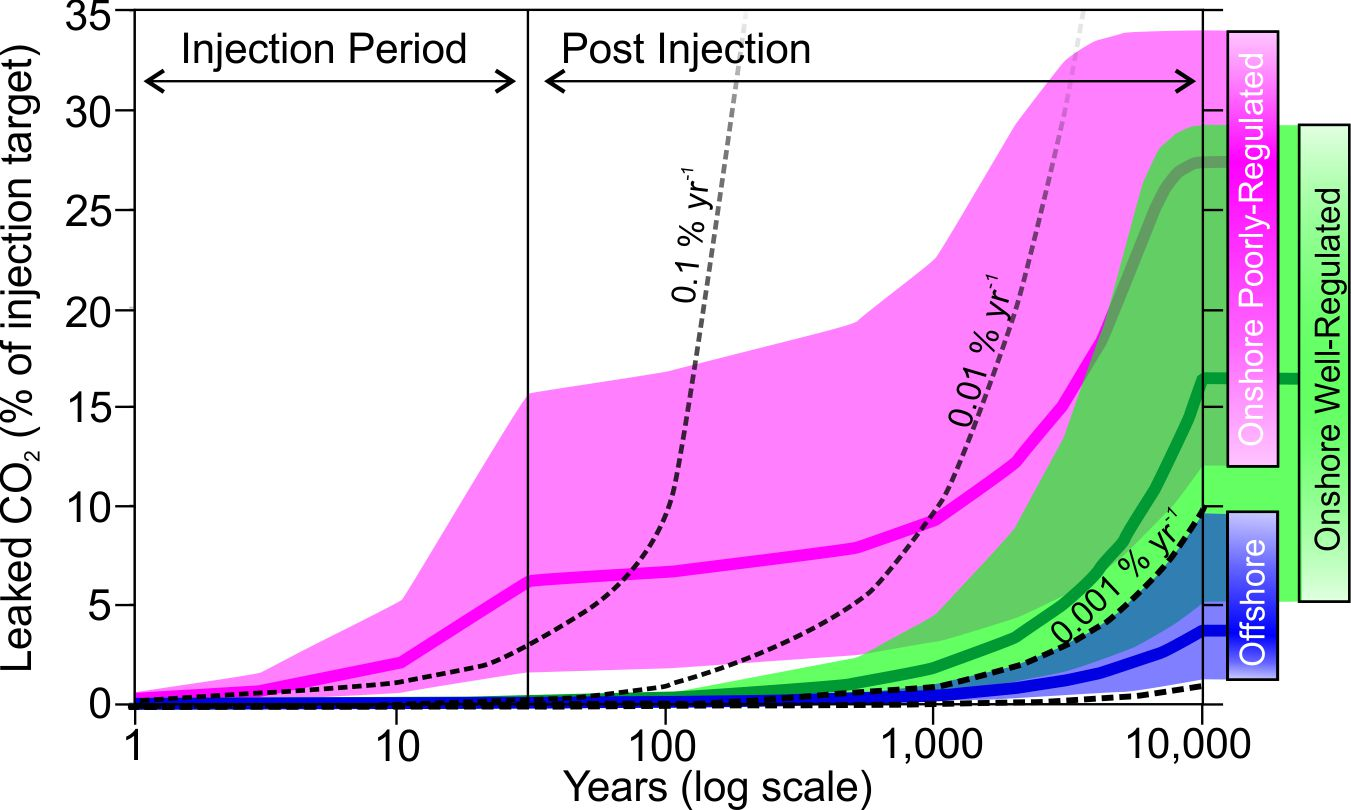 Leaked CO₂ (% of injection target)
35
30
25
20
15
10
5
0
Injection Period
Post Injection
0.1 % yr⁻¹
0.01 % yr⁻¹
0.001 % yr⁻¹
Onshore Poorly-Regulated
Onshore Well-Regulated
Offshore
1
10
100
1,000
10,000
Years (log scale)